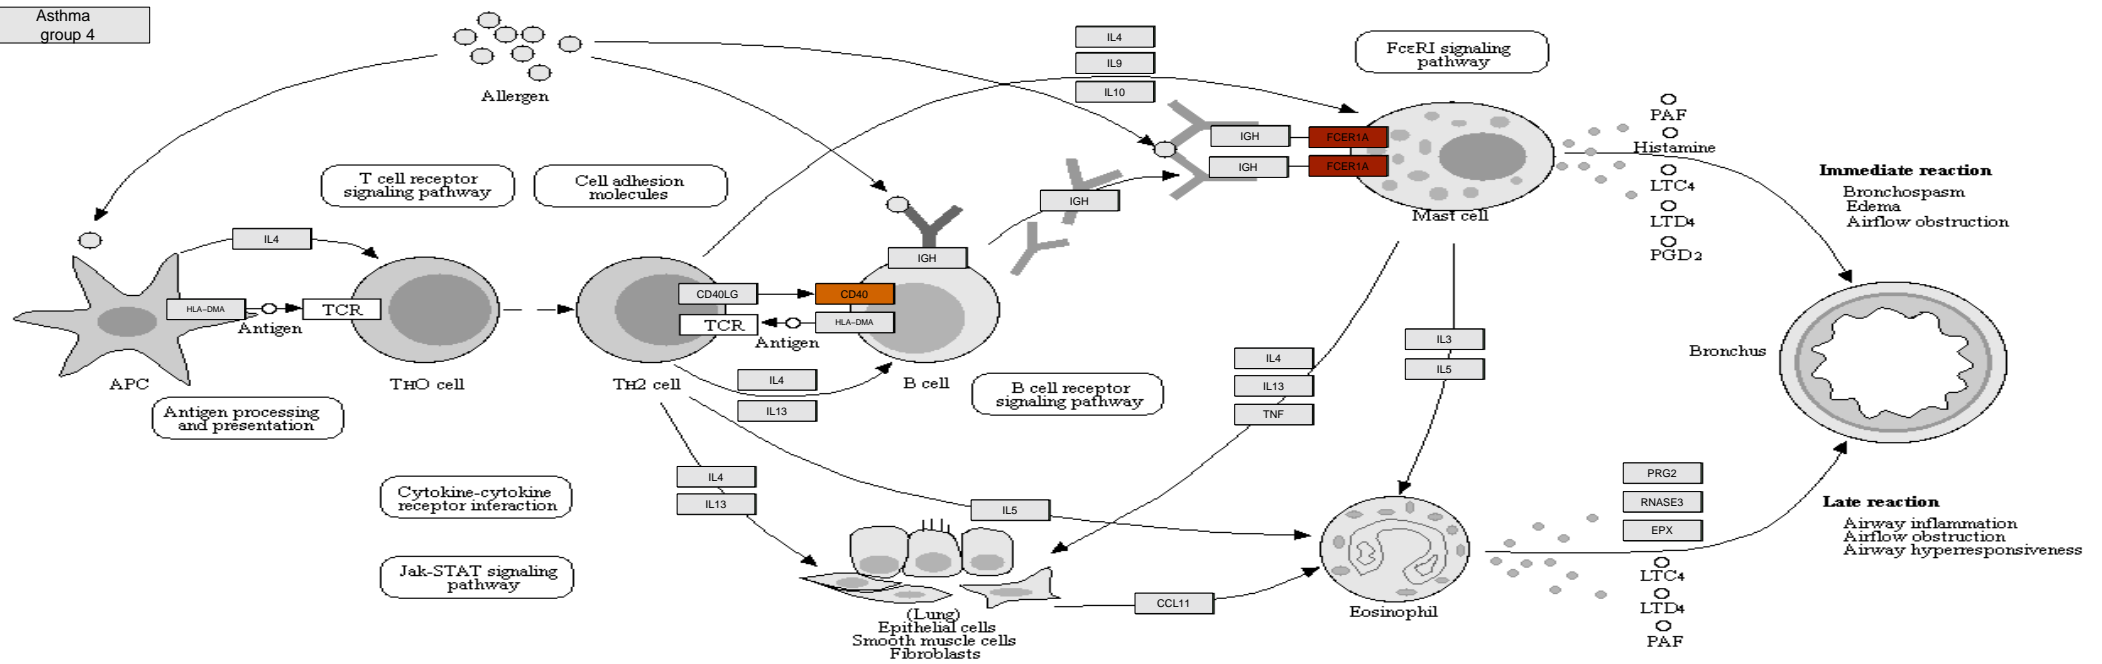 Asthma
group 4
Allergen
IL4
IL9
IL10
FcεRI signaling
pathway
T cell receptor
signaling pathway
Cell adhesion
molecules
IGH
FCER1A
IGH
FCER1A
IGH
Mast cell
PAF
Histamine
LTC4
LTD4
PGD2
Immediate reaction
Bronchospasm
Edema
Airflow obstruction
IL4
IGH
HLA−DMA
Antigen
TCR
CD40LG
CD40
TCR
HLA−DMA
Antigen
APC
TH0 cell
TH2 cell
B cell
IL4
IL13
Antigen processing
and presentation
B cell receptor
signaling pathway
IL4
IL13
TNF
IL3
IL5
Bronchus
IL4
IL13
Cytokine-cytokine
receptor interaction
IL5
Jak-STAT signaling
pathway
(Lung)
Epithelial cells
Smooth muscle cells
Fibroblasts
CCL11
Eosinophil
PRG2
RNASE3
EPX
LTC4
LTD4
PAF
Late reaction
Airway inflammation
Airflow obstruction
Airway hyperresponsiveness